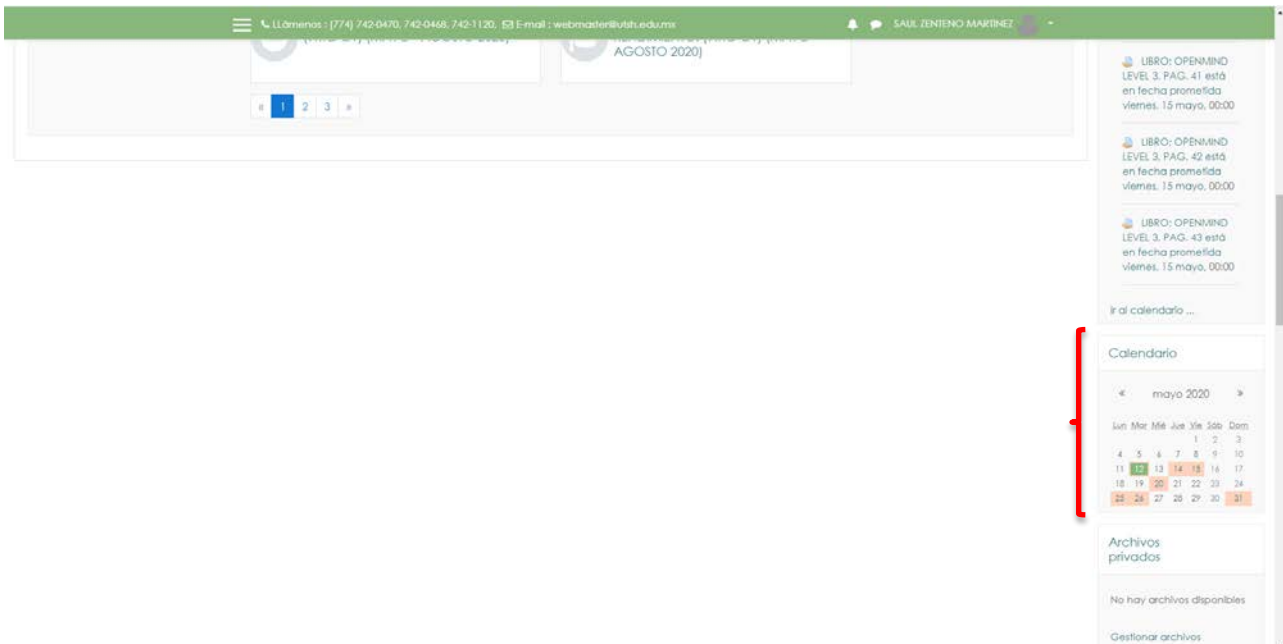 LLámenos : (774) 742-0470, 742-0468, 742-1120, E-mail : webmaster@utsh.edu.mx
SAUL ZENTENO MARTINEZ
AGOSTO 2020)
« 1 2 3 »
LIBRO: OPENMIND
LEVEL 3. PAG. 41 está
en fecha prometida
viernes, 15 mayo, 00:00
LIBRO: OPENMIND
LEVEL 3. PAG. 42 está
en fecha prometida
viernes, 15 mayo, 00:00
LIBRO: OPENMIND
LEVEL 3. PAG. 43 está
en fecha prometida
viernes, 15 mayo, 00:00
Ir al calendario ...
Calendario
« mayo 2020 »
Lun Mar Mié Jue Vie Sáb Dom
1 2 3
4 5 6 7 8 9 10
11 12 13 14 15 16 17
18 19 20 21 22 23 24
25 26 27 28 29 30 31
Archivos
privados
No hay archivos disponibles
Gestionar archivos